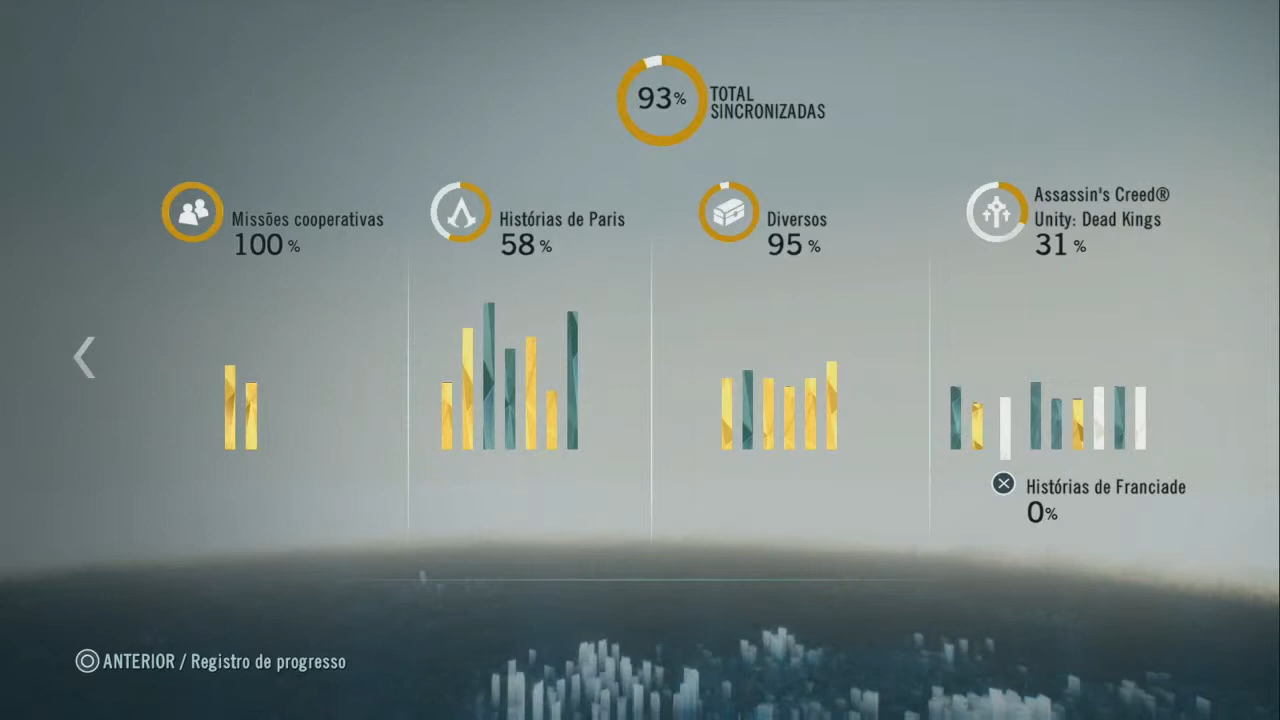 93%
TOTAL
SINCRONIZADAS
Missões cooperativas
100 %
Histórias de Paris
58 %
Diversos
95 %
Assassin's Creed®
Unity: Dead Kings
31 %
Histórias de Franciade
0%
ANTERIOR / Registro de progresso